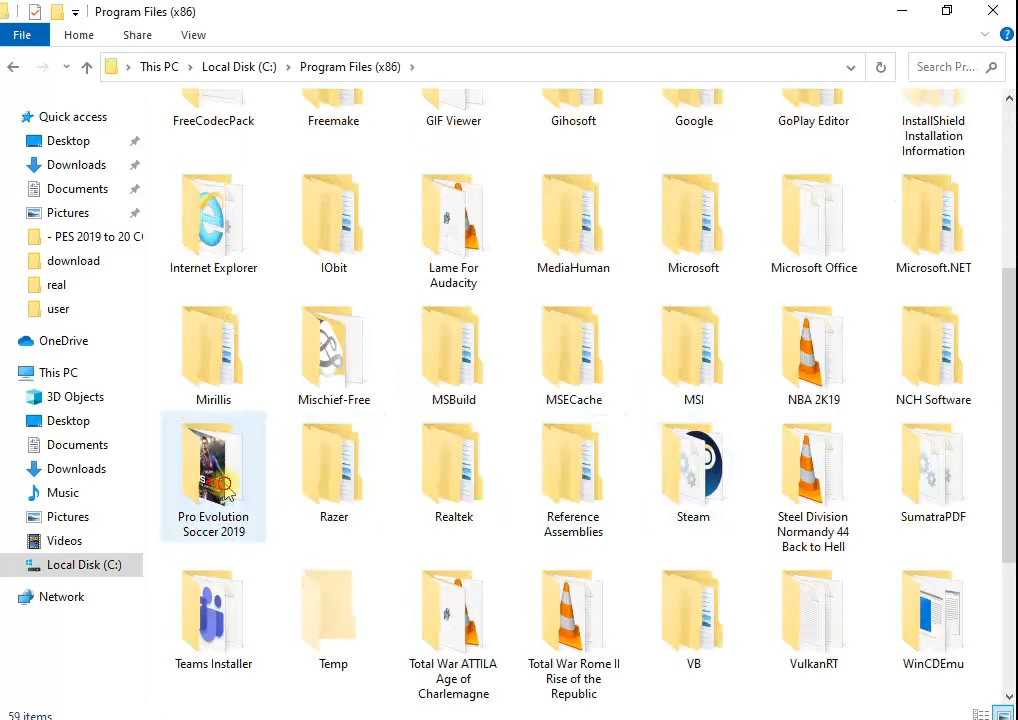 Program Files (x86)
File Home Share View
This PC Local Disk (C:) Program Files (x86)
Search Pr...
Quick access
Desktop
Downloads
Documents
Pictures
- PES 2019 to 20 C
download
real
user
OneDrive
This PC
3D Objects
Desktop
Documents
Downloads
Music
Pictures
Videos
Local Disk (C:)
Network
FreeCodecPack Freemake GIF Viewer Gihosoft Google GoPlay Editor InstallShield
Installation
Information
Internet Explorer IObit Lame For MediaHuman Microsoft Microsoft Office Microsoft.NET
Audacity
Mirillis Mischief-Free MSBuild MSECache MSI NBA 2K19 NCH Software
Pro Evolution Razer Realtek Reference Steam Steel Division SumatraPDF
Soccer 2019 Assemblies Normandy 44
Back to Hell
Teams Installer Temp Total War ATTILA Total War Rome II VB VulkanRT WinCDEmu
Age of Rise of the
Charlemagne Republic
59 items